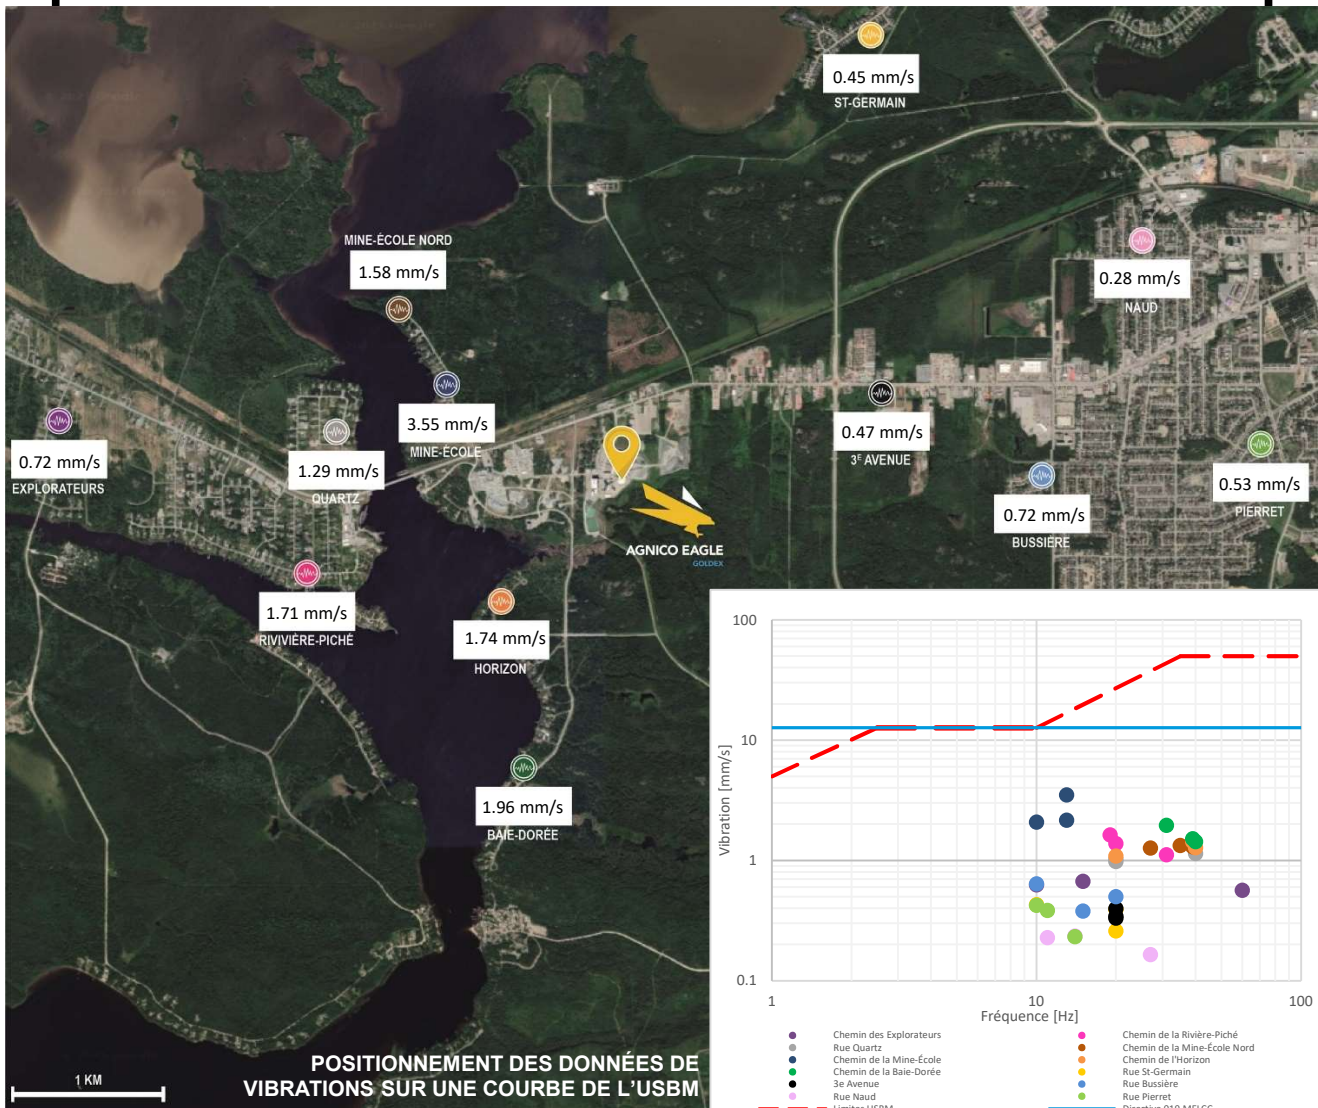 0.45 mm/s
ST-GERMAIN
MINE-ÉCOLE NORD
1.58 mm/s
0.28 mm/s
NAUD
3.55 mm/s
MINE-ÉCOLE
0.72 mm/s
EXPLORATEURS
1.29 mm/s
QUARTZ
0.47 mm/s
3E AVENUE
0.53 mm/s
PIERRET
0.72 mm/s
BUSSIÈRE
AGNICO EAGLE
GOLDEX
1.71 mm/s
RIVIVIÈRE-PICHÉ
1.74 mm/s
HORIZON
1.96 mm/s
BAIE-DORÉE
100
10
1
0.1
Vibration [mm/s]
1
10
100
Fréquence [Hz]
Chemin des Explorateurs
Chemin de la Rivière-Piché
Rue Quartz
Chemin de la Mine-École Nord
Chemin de la Mine-École
Chemin de l'Horizon
Chemin de la Baie-Dorée
Rue St-Germain
3e Avenue
Rue Bussière
Rue Naud
Rue Pierret
Limites USBM
Directive 019 MELCC
POSITIONNEMENT DES DONNÉES DE
VIBRATIONS SUR UNE COURBE DE L'USBM
1 KM